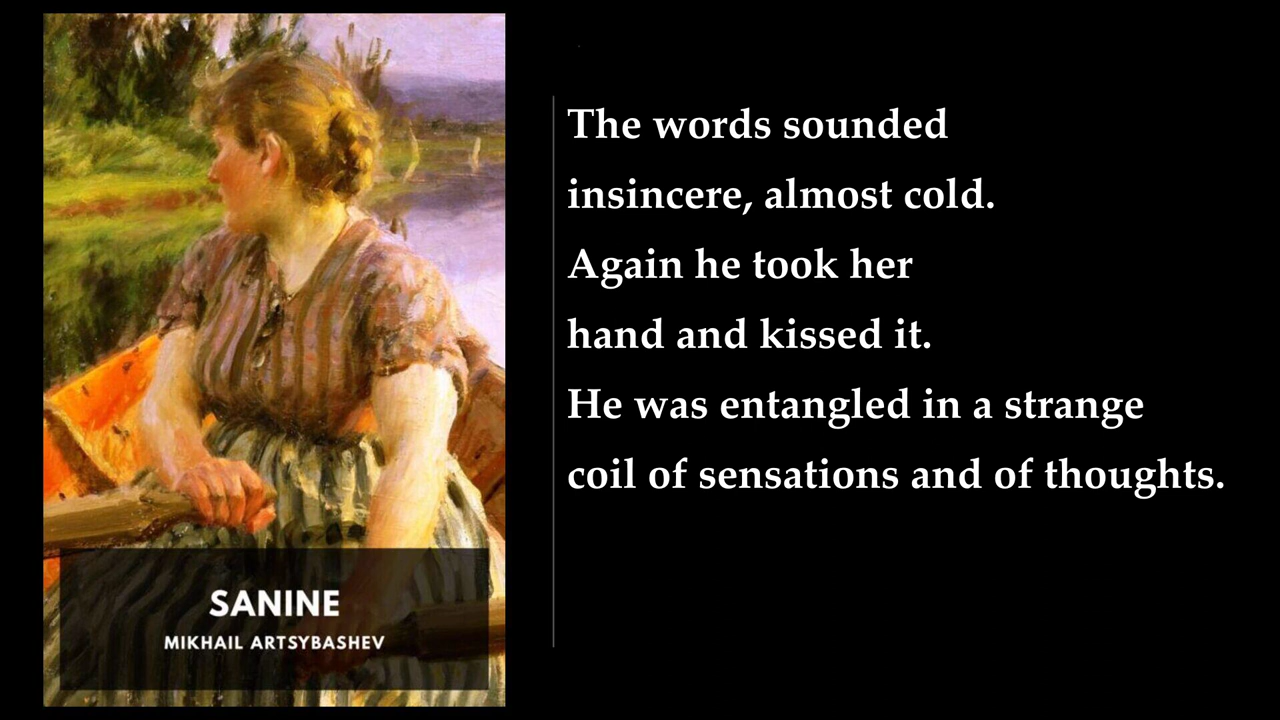 SANINE
MIKHAIL ARTSYBASHEV
The words sounded
insincere, almost cold.
Again he took her
hand and kissed it.
He was entangled in a strange
coil of sensations and of thoughts.